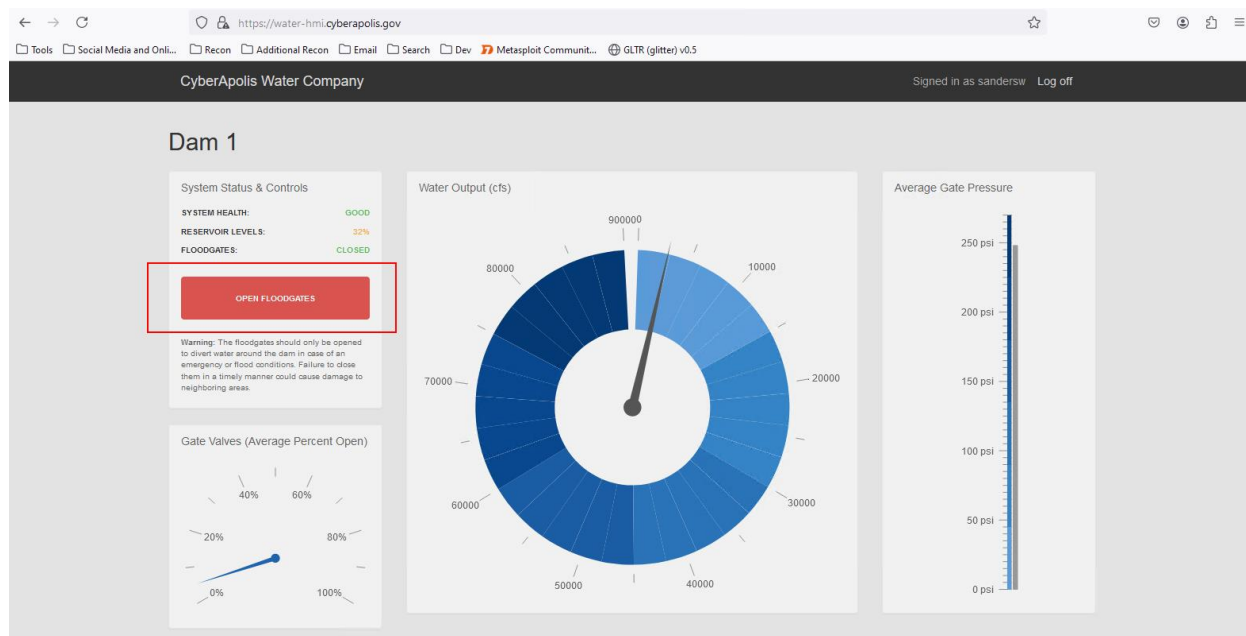 https://water-hmi.cyberapolis.gov
Tools Social Media and Onli... Recon Additional Recon Email Search Dev Metasploit Communit... GLTR (glitter) v0.5
CyberApolis Water Company Signed in as sandersw Log off
Dam 1
System Status & Controls
SYSTEM HEALTH: GOOD
RESERVOIR LEVELS: 32%
FLOODGATES: CLOSED
OPEN FLOODGATES
Warning: The floodgates should only be opened
to divert water around the dam in case of an
emergency or flood conditions. Failure to close
them in a timely manner could cause damage to
neighboring areas.
Gate Valves (Average Percent Open)
40% 60%
20% 80%
0% 100%
Water Output (cfs)
900000
80000 10000
70000 20000
60000 30000
50000 40000
Average Gate Pressure
250 psi
200 psi
150 psi
100 psi
50 psi
0 psi